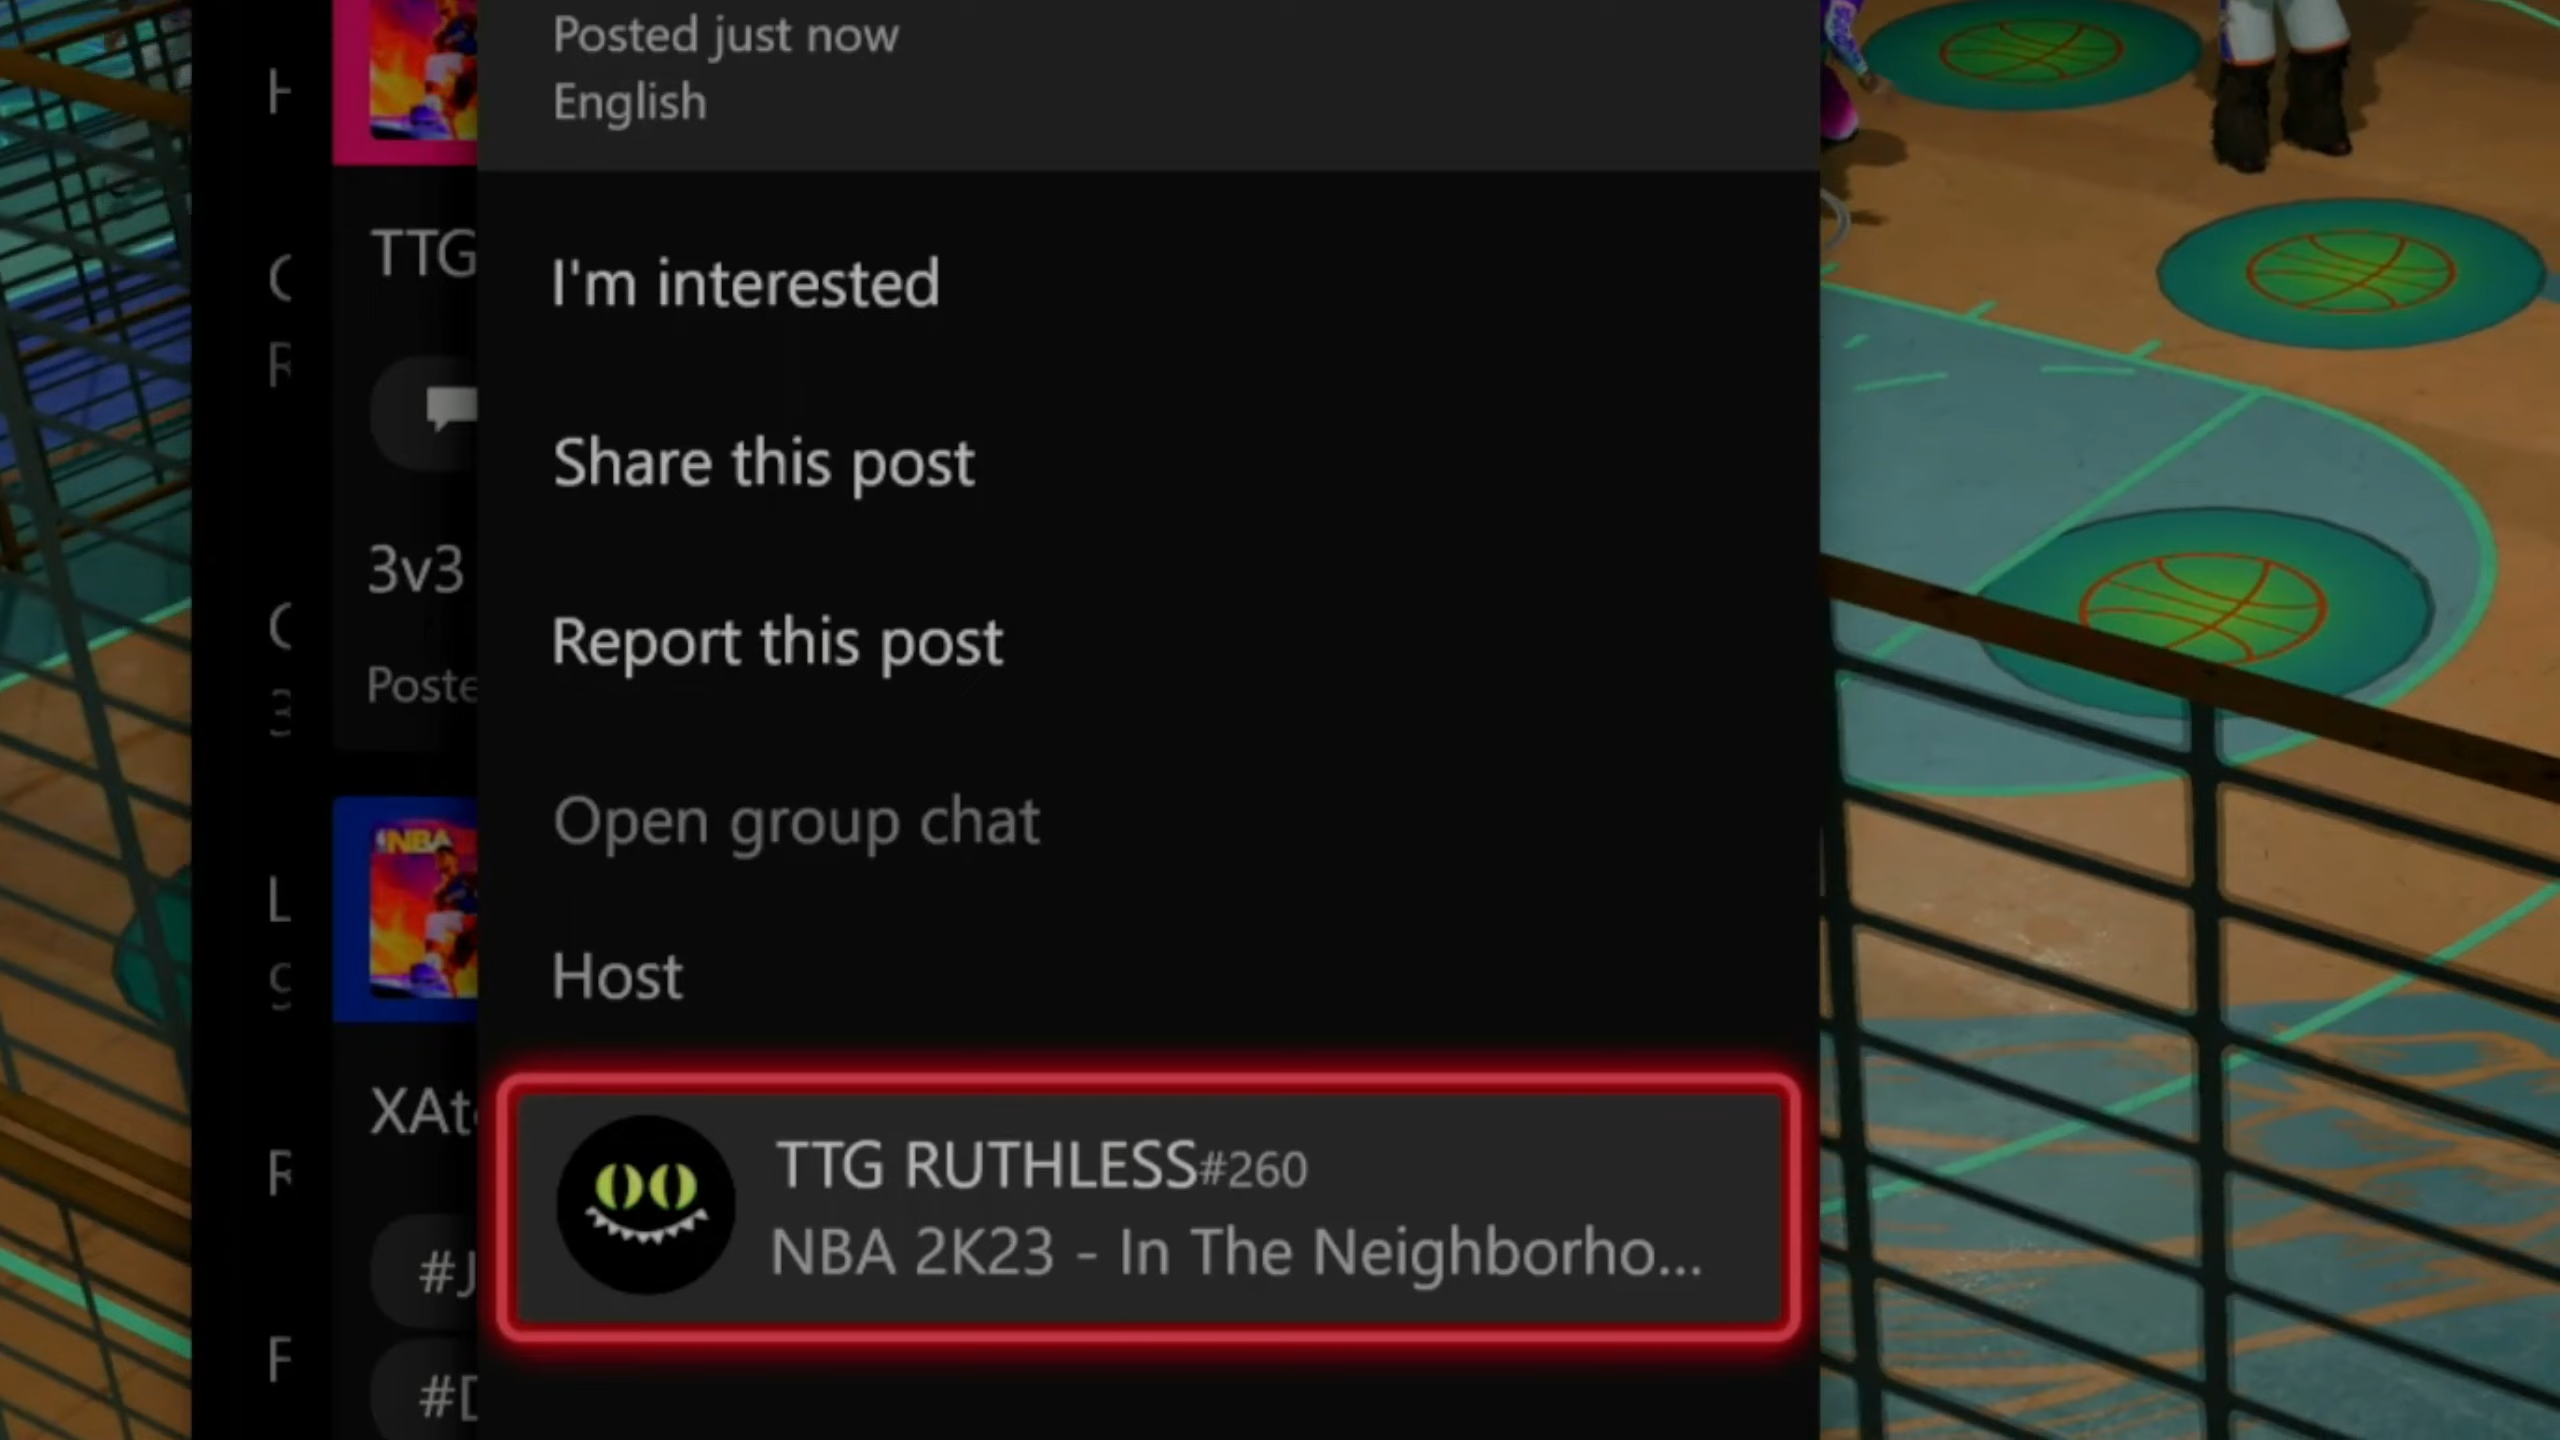 Posted just now
English
I'm interested
Share this post
Report this post
Open group chat
Host
TTG RUTHLESS#260
NBA 2K23 - In The Neighborho...
TTG
3v3
NBA